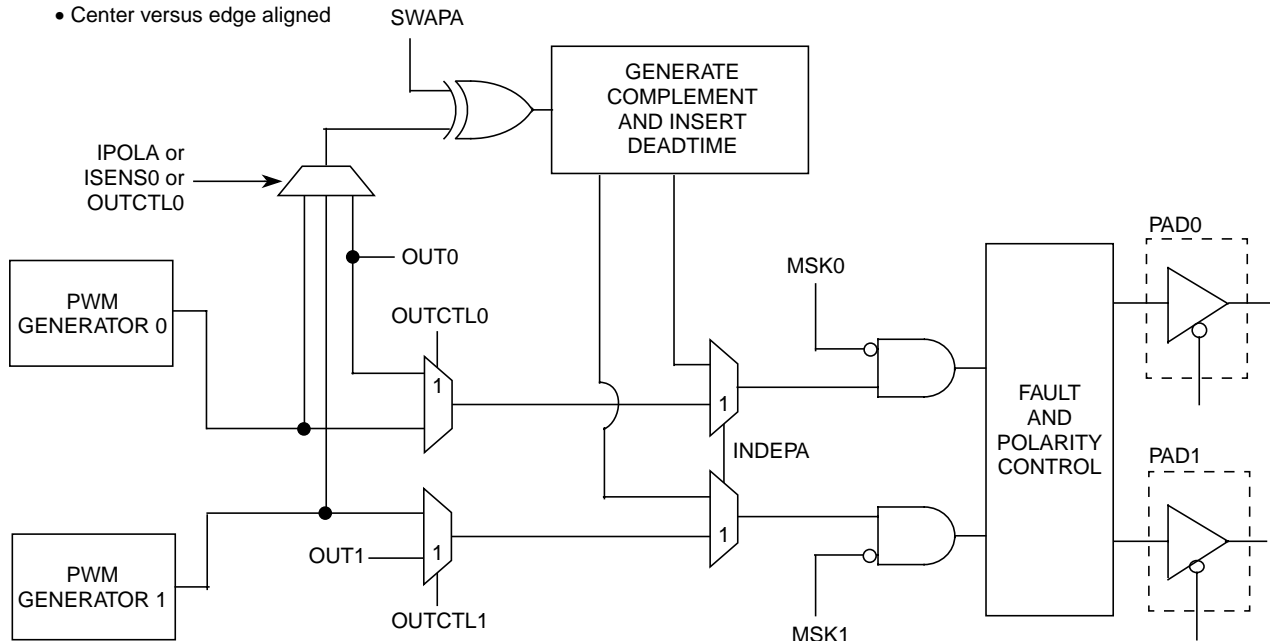 • Center versus edge aligned
SWAPA
GENERATE
COMPLEMENT
AND INSERT
DEADTIME
IPOLA or
ISENS0 or
OUTCTL0
OUT0
PWM
GENERATOR 0
OUTCTL0
1
MSK0
PAD0
1
INDEPA
FAULT
AND
POLARITY
CONTROL
PAD1
PWM
GENERATOR 1
OUT1
1
OUTCTL1
1
MSK1